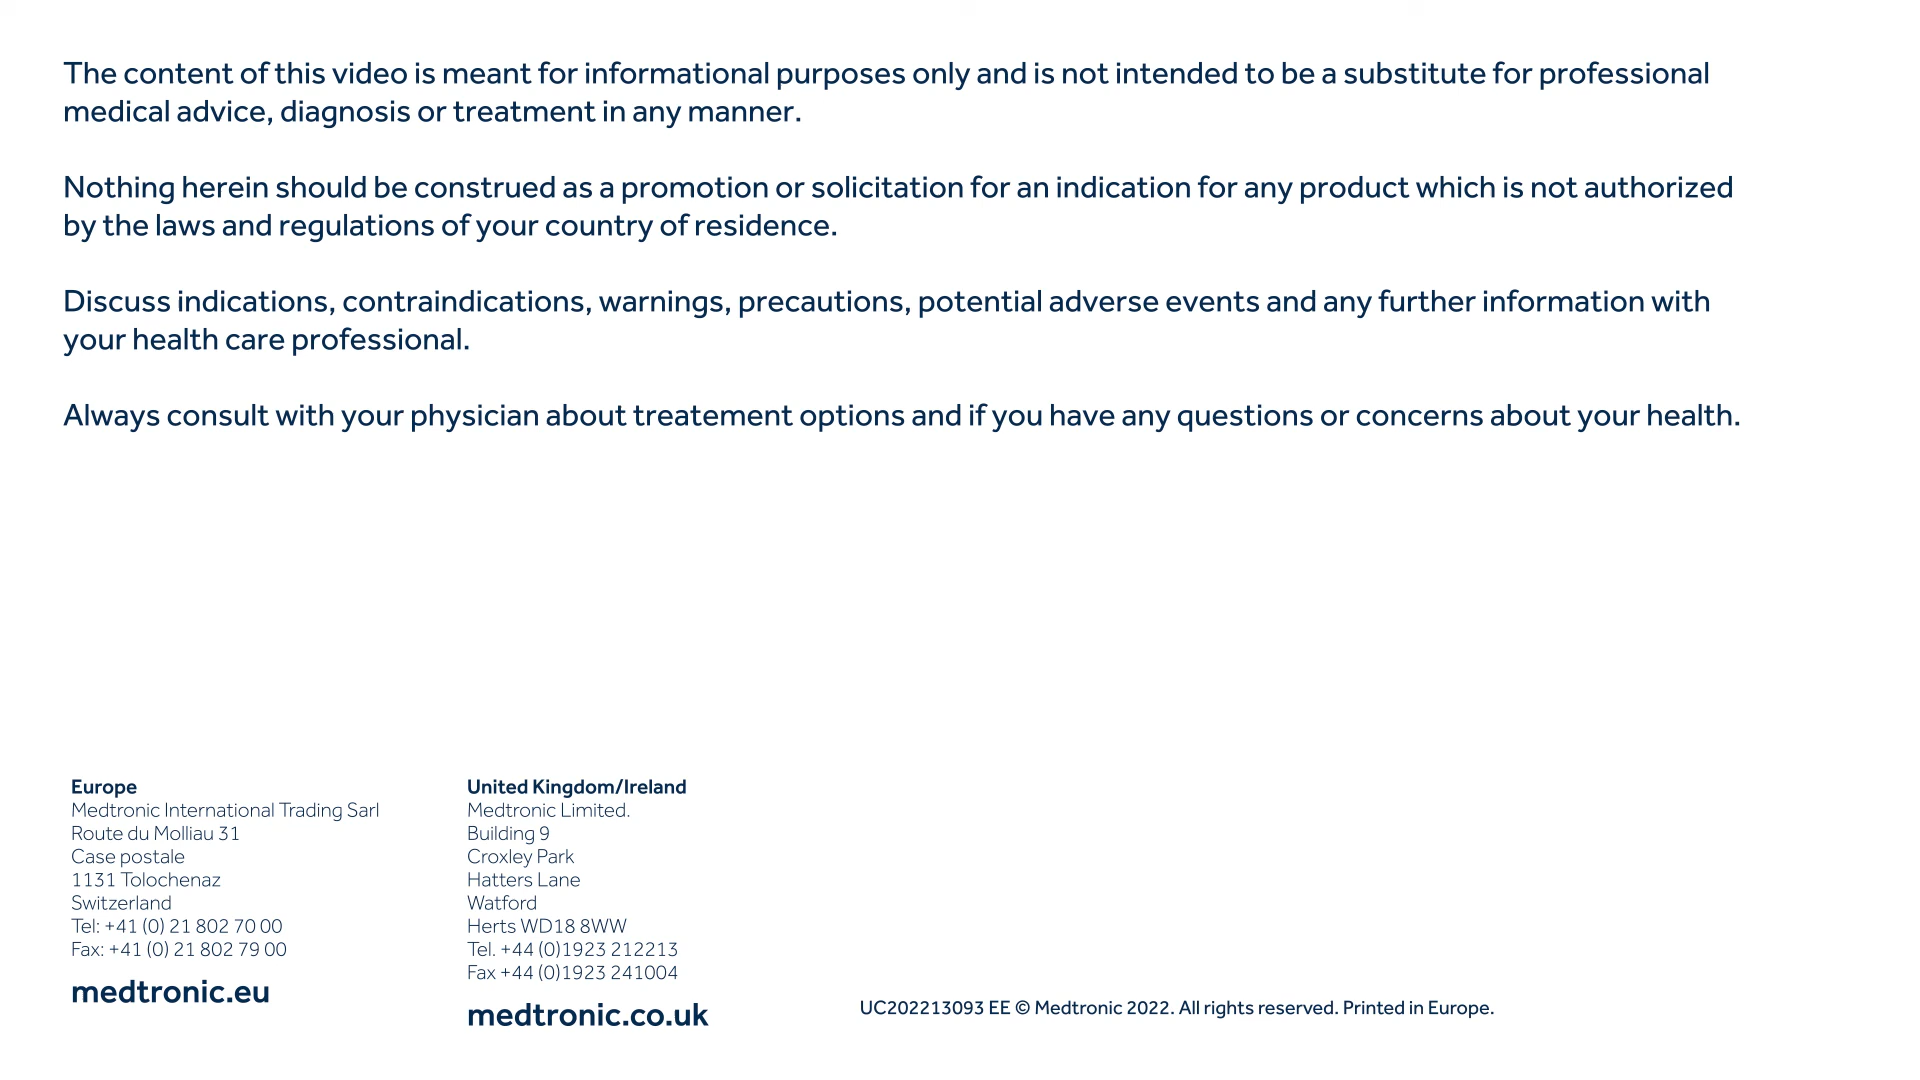 The content of this video is meant for informational purposes only and is not intended to be a substitute for professional
medical advice, diagnosis or treatment in any manner.
Nothing herein should be construed as a promotion or solicitation for an indication for any product which is not authorized
by the laws and regulations of your country of residence.
Discuss indications, contraindications, warnings, precautions, potential adverse events and any further information with
your health care professional.
Always consult with your physician about treatement options and if you have any questions or concerns about your health.
Europe
Medtronic International Trading Sarl
Route du Molliau 31
Case postale
1131 Tolochenaz
Switzerland
Tel: +41 (0) 21 802 70 00
Fax: +41 (0) 21 802 79 00
medtronic.eu
United Kingdom/Ireland
Medtronic Limited.
Building 9
Croxley Park
Hatters Lane
Watford
Herts WD18 8WW
Tel. +44 (0)1923 212213
Fax +44 (0)1923 241004
medtronic.co.uk
UC202213093 EE © Medtronic 2022. All rights reserved. Printed in Europe.